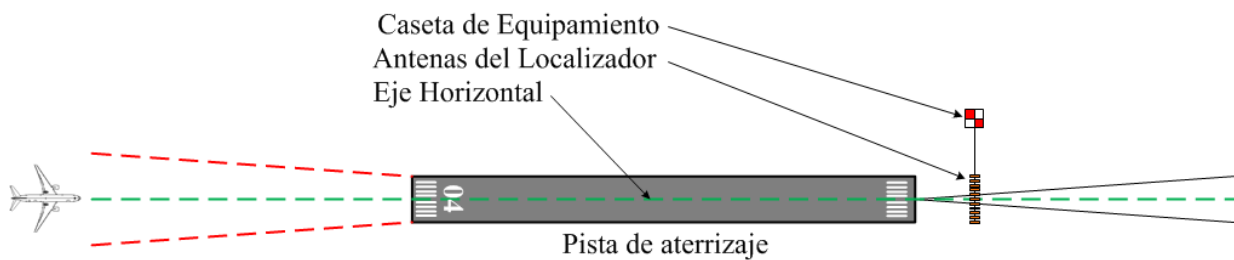 Caseta de Equipamiento
Antenas del Localizador
Eje Horizontal
04
Pista de aterrizaje